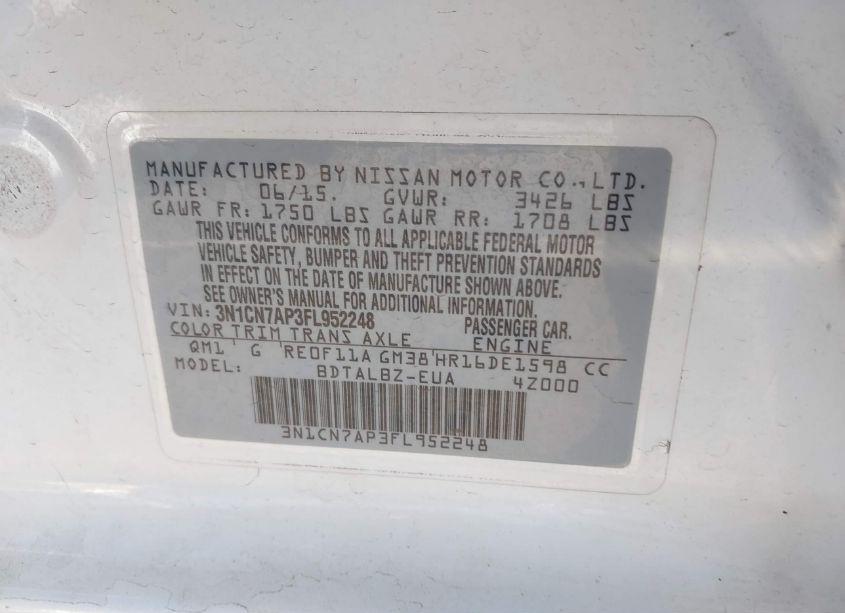 MANUFACTURED BY NISSAN MOTOR CO.,LTD.
DATE: 06/15. GVWR: 3426 LBS
GAWR FR: 1750 LBS GAWR RR: 1708 LBS
THIS VEHICLE CONFORMS TO ALL APPLICABLE FEDERAL MOTOR
VEHICLE SAFETY, BUMPER AND THEFT PREVENTION STANDARDS
IN EFFECT ON THE DATE OF MANUFACTURE SHOWN ABOVE.
SEE OWNER'S MANUAL FOR ADDITIONAL INFORMATION.
VIN: 3N1CN7AP3FL952248 PASSENGER CAR.
COLOR TRIM TRANS AXLE ENGINE
QM1 G RE0F11A GM38 HR16DE1598 CC
MODEL: BDTALBZ-EUA 4Z000
3N1CN7AP3FL952248